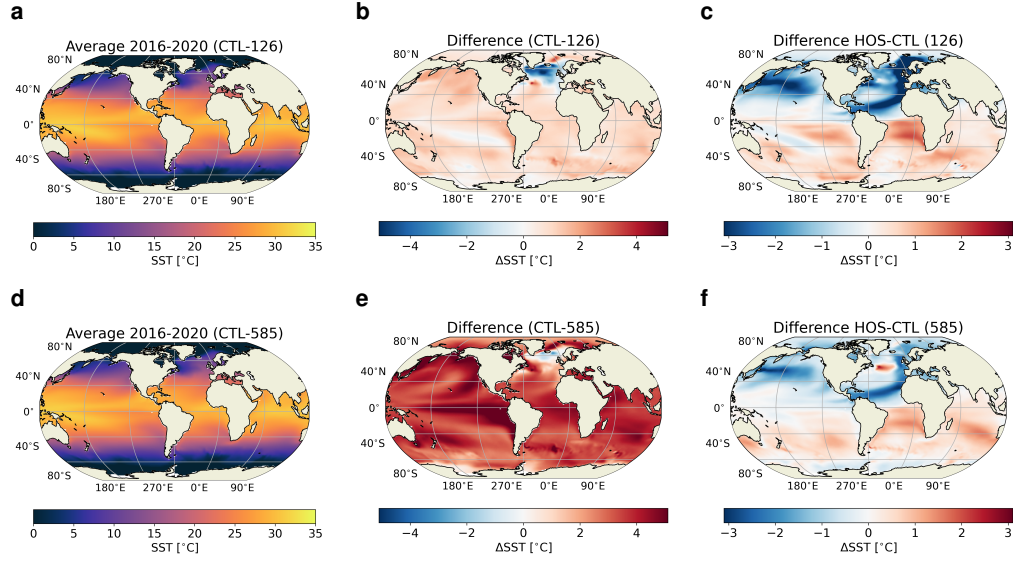 a
b
c
Average 2016-2020 (CTL-126)
Difference (CTL-126)
Difference HOS-CTL (126)
80°N
40°N
0°
40°S
80°S
180°E 270°E 0°E 90°E
80°N
40°N
0°
40°S
80°S
180°E 270°E 0°E 90°E
80°N
40°N
0°
40°S
80°S
180°E 270°E 0°E 90°E
0 5 10 15 20 25 30 35
SST [°C]
−4 −2 0 2 4
ΔSST [°C]
−3 −2 −1 0 1 2 3
ΔSST [°C]
d
e
f
Average 2016-2020 (CTL-585)
Difference (CTL-585)
Difference HOS-CTL (585)
80°N
40°N
0°
40°S
80°S
180°E 270°E 0°E 90°E
80°N
40°N
0°
40°S
80°S
180°E 270°E 0°E 90°E
80°N
40°N
0°
40°S
80°S
180°E 270°E 0°E 90°E
0 5 10 15 20 25 30 35
SST [°C]
−4 −2 0 2 4
ΔSST [°C]
−3 −2 −1 0 1 2 3
ΔSST [°C]